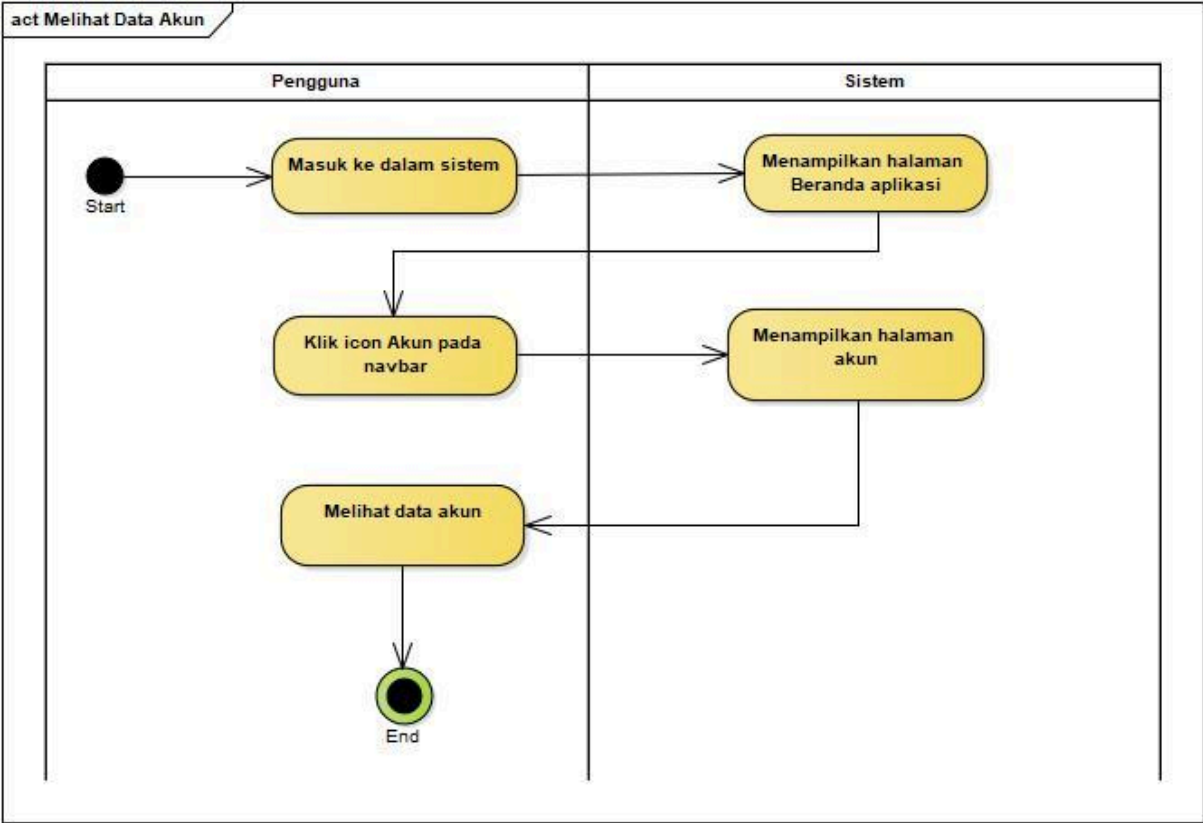 act Melihat Data Akun
Pengguna
Sistem
Start
Masuk ke dalam sistem
Menampilkan halaman
Beranda aplikasi
Klik icon Akun pada
navbar
Menampilkan halaman
akun
Melihat data akun
End